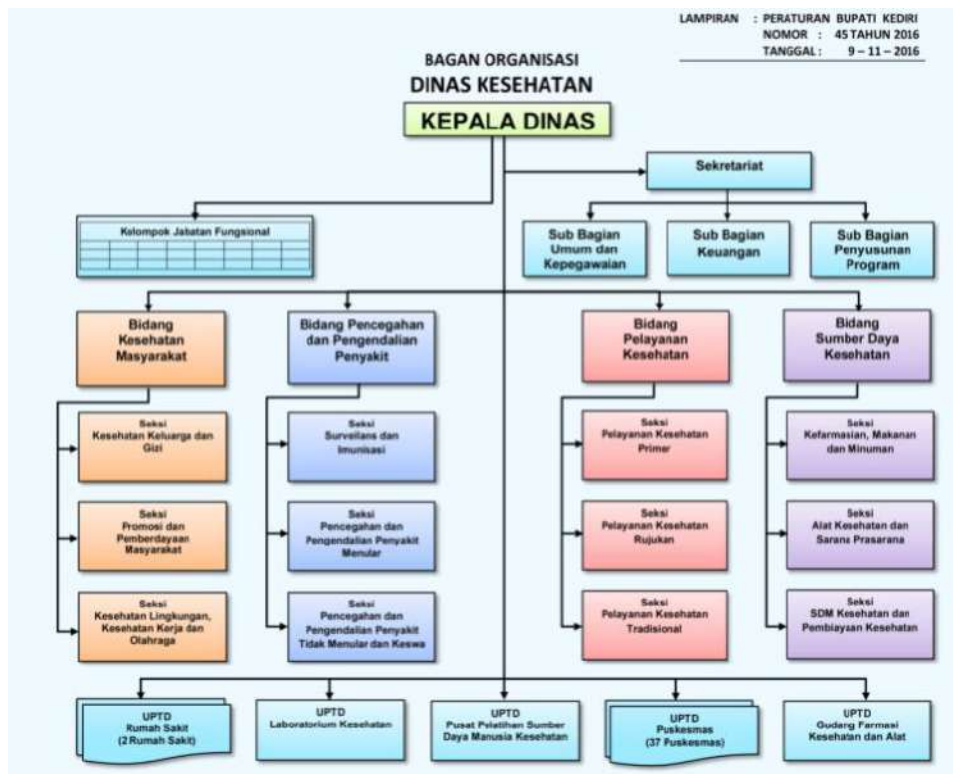 LAMPIRAN : PERATURAN BUPATI KEDIRI
NOMOR : 45 TAHUN 2016
TANGGAL : 9 – 11 – 2016
BAGAN ORGANISASI
DINAS KESEHATAN
KEPALA DINAS
Sekretariat
Kelompok Jabatan Fungsional
Sub Bagian
Umum dan
Kepegawaian
Sub Bagian
Keuangan
Sub Bagian
Penyusunan
Program
Bidang
Kesehatan
Masyarakat
Bidang Pencegahan
dan Pengendalian
Penyakit
Bidang
Pelayanan
Kesehatan
Bidang
Sumber Daya
Kesehatan
Seksi
Kesehatan Keluarga dan
Gizi
Seksi
Surveilans dan
Imunisasi
Seksi
Pelayanan Kesehatan
Primer
Seksi
Kefarmasian, Makanan
dan Minuman
Seksi
Promosi dan
Pemberdayaan
Masyarakat
Seksi
Pencegahan dan
Pengendalian Penyakit
Menular
Seksi
Pelayanan Kesehatan
Rujukan
Seksi
Alat Kesehatan dan
Sarana Prasarana
Seksi
Kesehatan Lingkungan,
Kesehatan Kerja dan
Olahraga
Seksi
Pencegahan dan
Pengendalian Penyakit
Tidak Menular dan Keswa
Seksi
Pelayanan Kesehatan
Tradisional
Seksi
SDM Kesehatan dan
Pembiayaan Kesehatan
UPTD
Rumah Sakit
(2 Rumah Sakit)
UPTD
Laboratorium Kesehatan
UPTD
Pusat Pelatihan Sumber
Daya Manusia Kesehatan
UPTD
Puskesmas
(37 Puskesmas)
UPTD
Gudang Farmasi
Kesehatan dan Alat